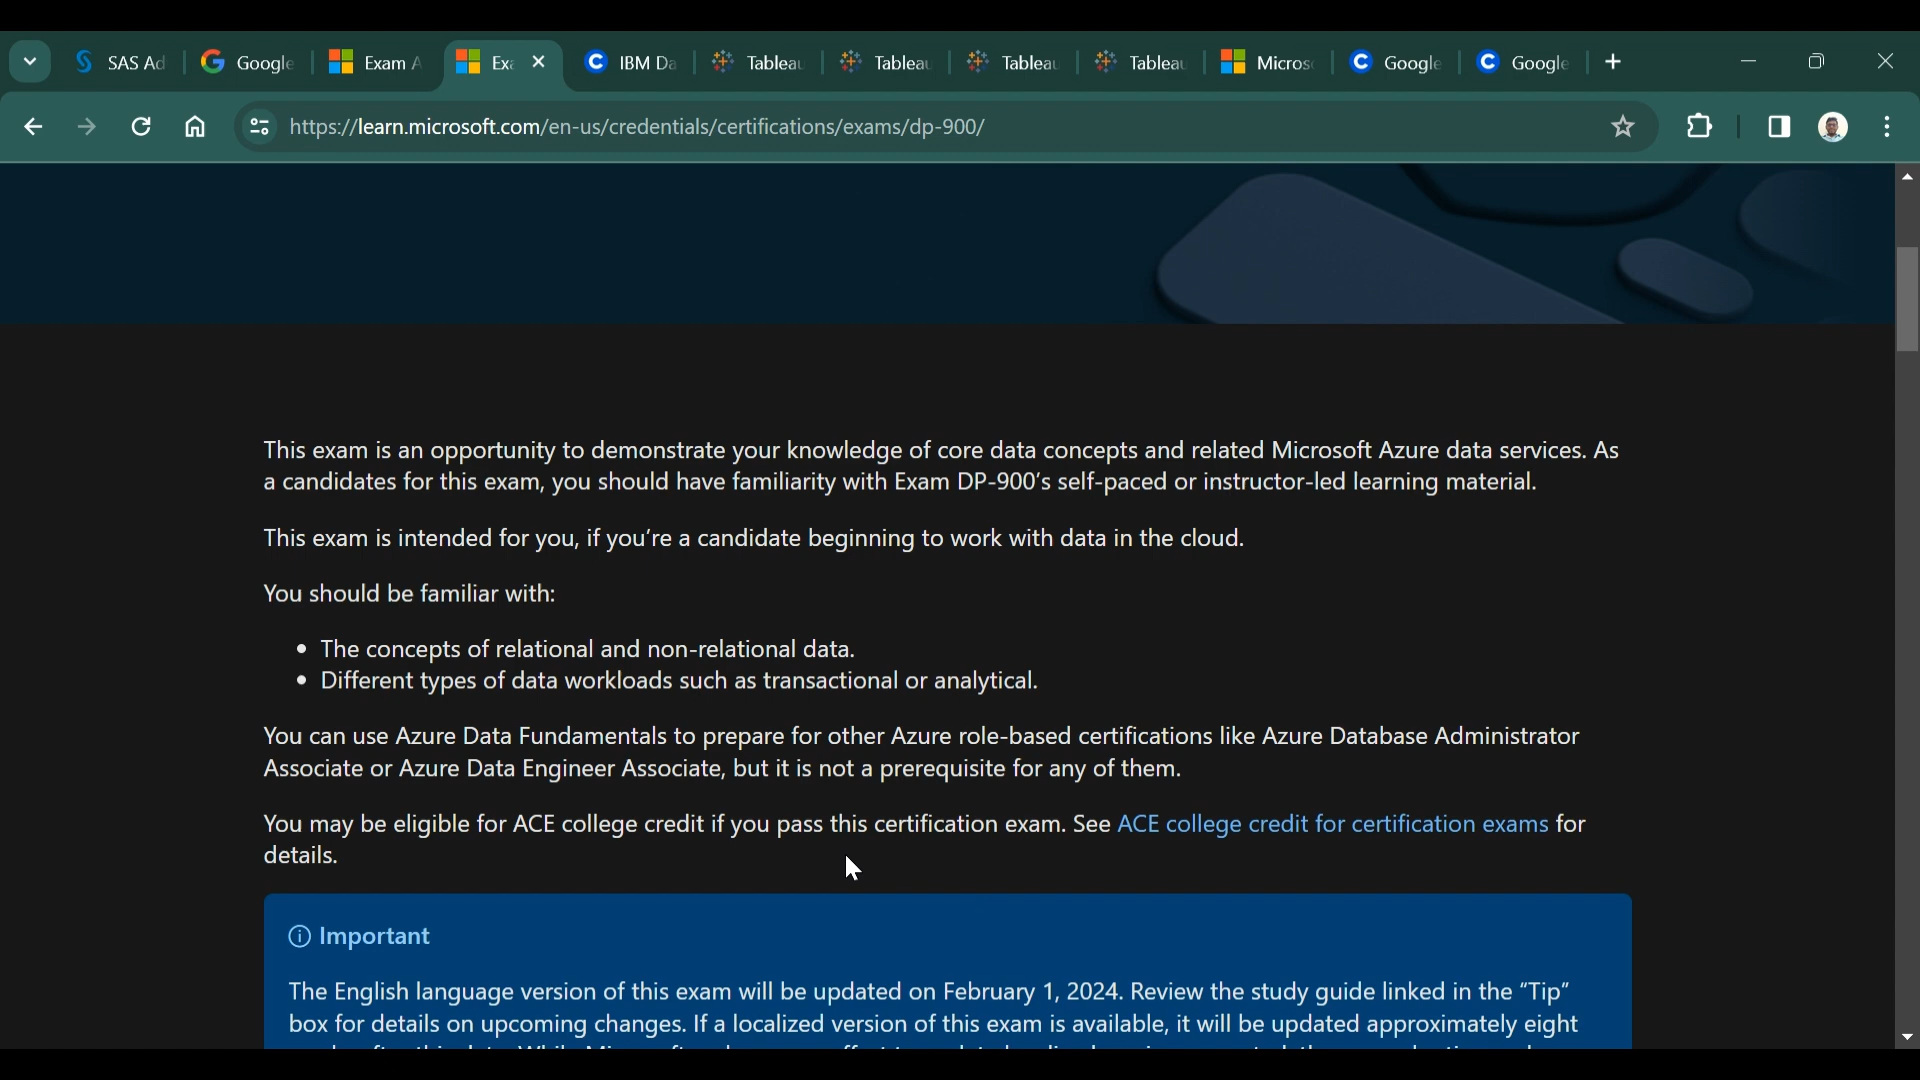 SAS Ad
Google
Exam A
Exa
IBM Da
Tableau
Tableau
Tableau
Tableau
Micros
Google
Google
https://learn.microsoft.com/en-us/credentials/certifications/exams/dp-900/
This exam is an opportunity to demonstrate your knowledge of core data concepts and related Microsoft Azure data services. As
a candidates for this exam, you should have familiarity with Exam DP-900's self-paced or instructor-led learning material.
This exam is intended for you, if you're a candidate beginning to work with data in the cloud.
You should be familiar with:
• The concepts of relational and non-relational data.
• Different types of data workloads such as transactional or analytical.
You can use Azure Data Fundamentals to prepare for other Azure role-based certifications like Azure Database Administrator
Associate or Azure Data Engineer Associate, but it is not a prerequisite for any of them.
You may be eligible for ACE college credit if you pass this certification exam. See ACE college credit for certification exams for
details.
Important
The English language version of this exam will be updated on February 1, 2024. Review the study guide linked in the “Tip”
box for details on upcoming changes. If a localized version of this exam is available, it will be updated approximately eight